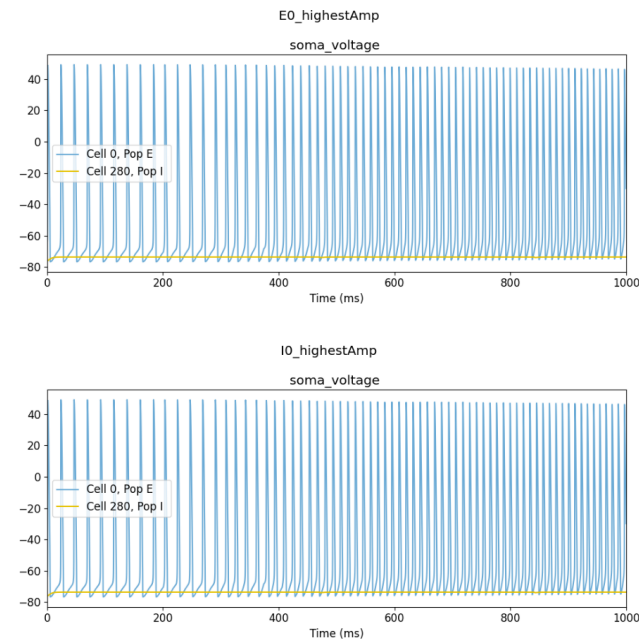 E0_highestAmp
soma_voltage
40
20
0
−20
−40
−60
−80
Cell 0, Pop E
Cell 280, Pop I
0 200 400 600 800 1000
Time (ms)
I0_highestAmp
soma_voltage
40
20
0
−20
−40
−60
−80
Cell 0, Pop E
Cell 280, Pop I
0 200 400 600 800 1000
Time (ms)